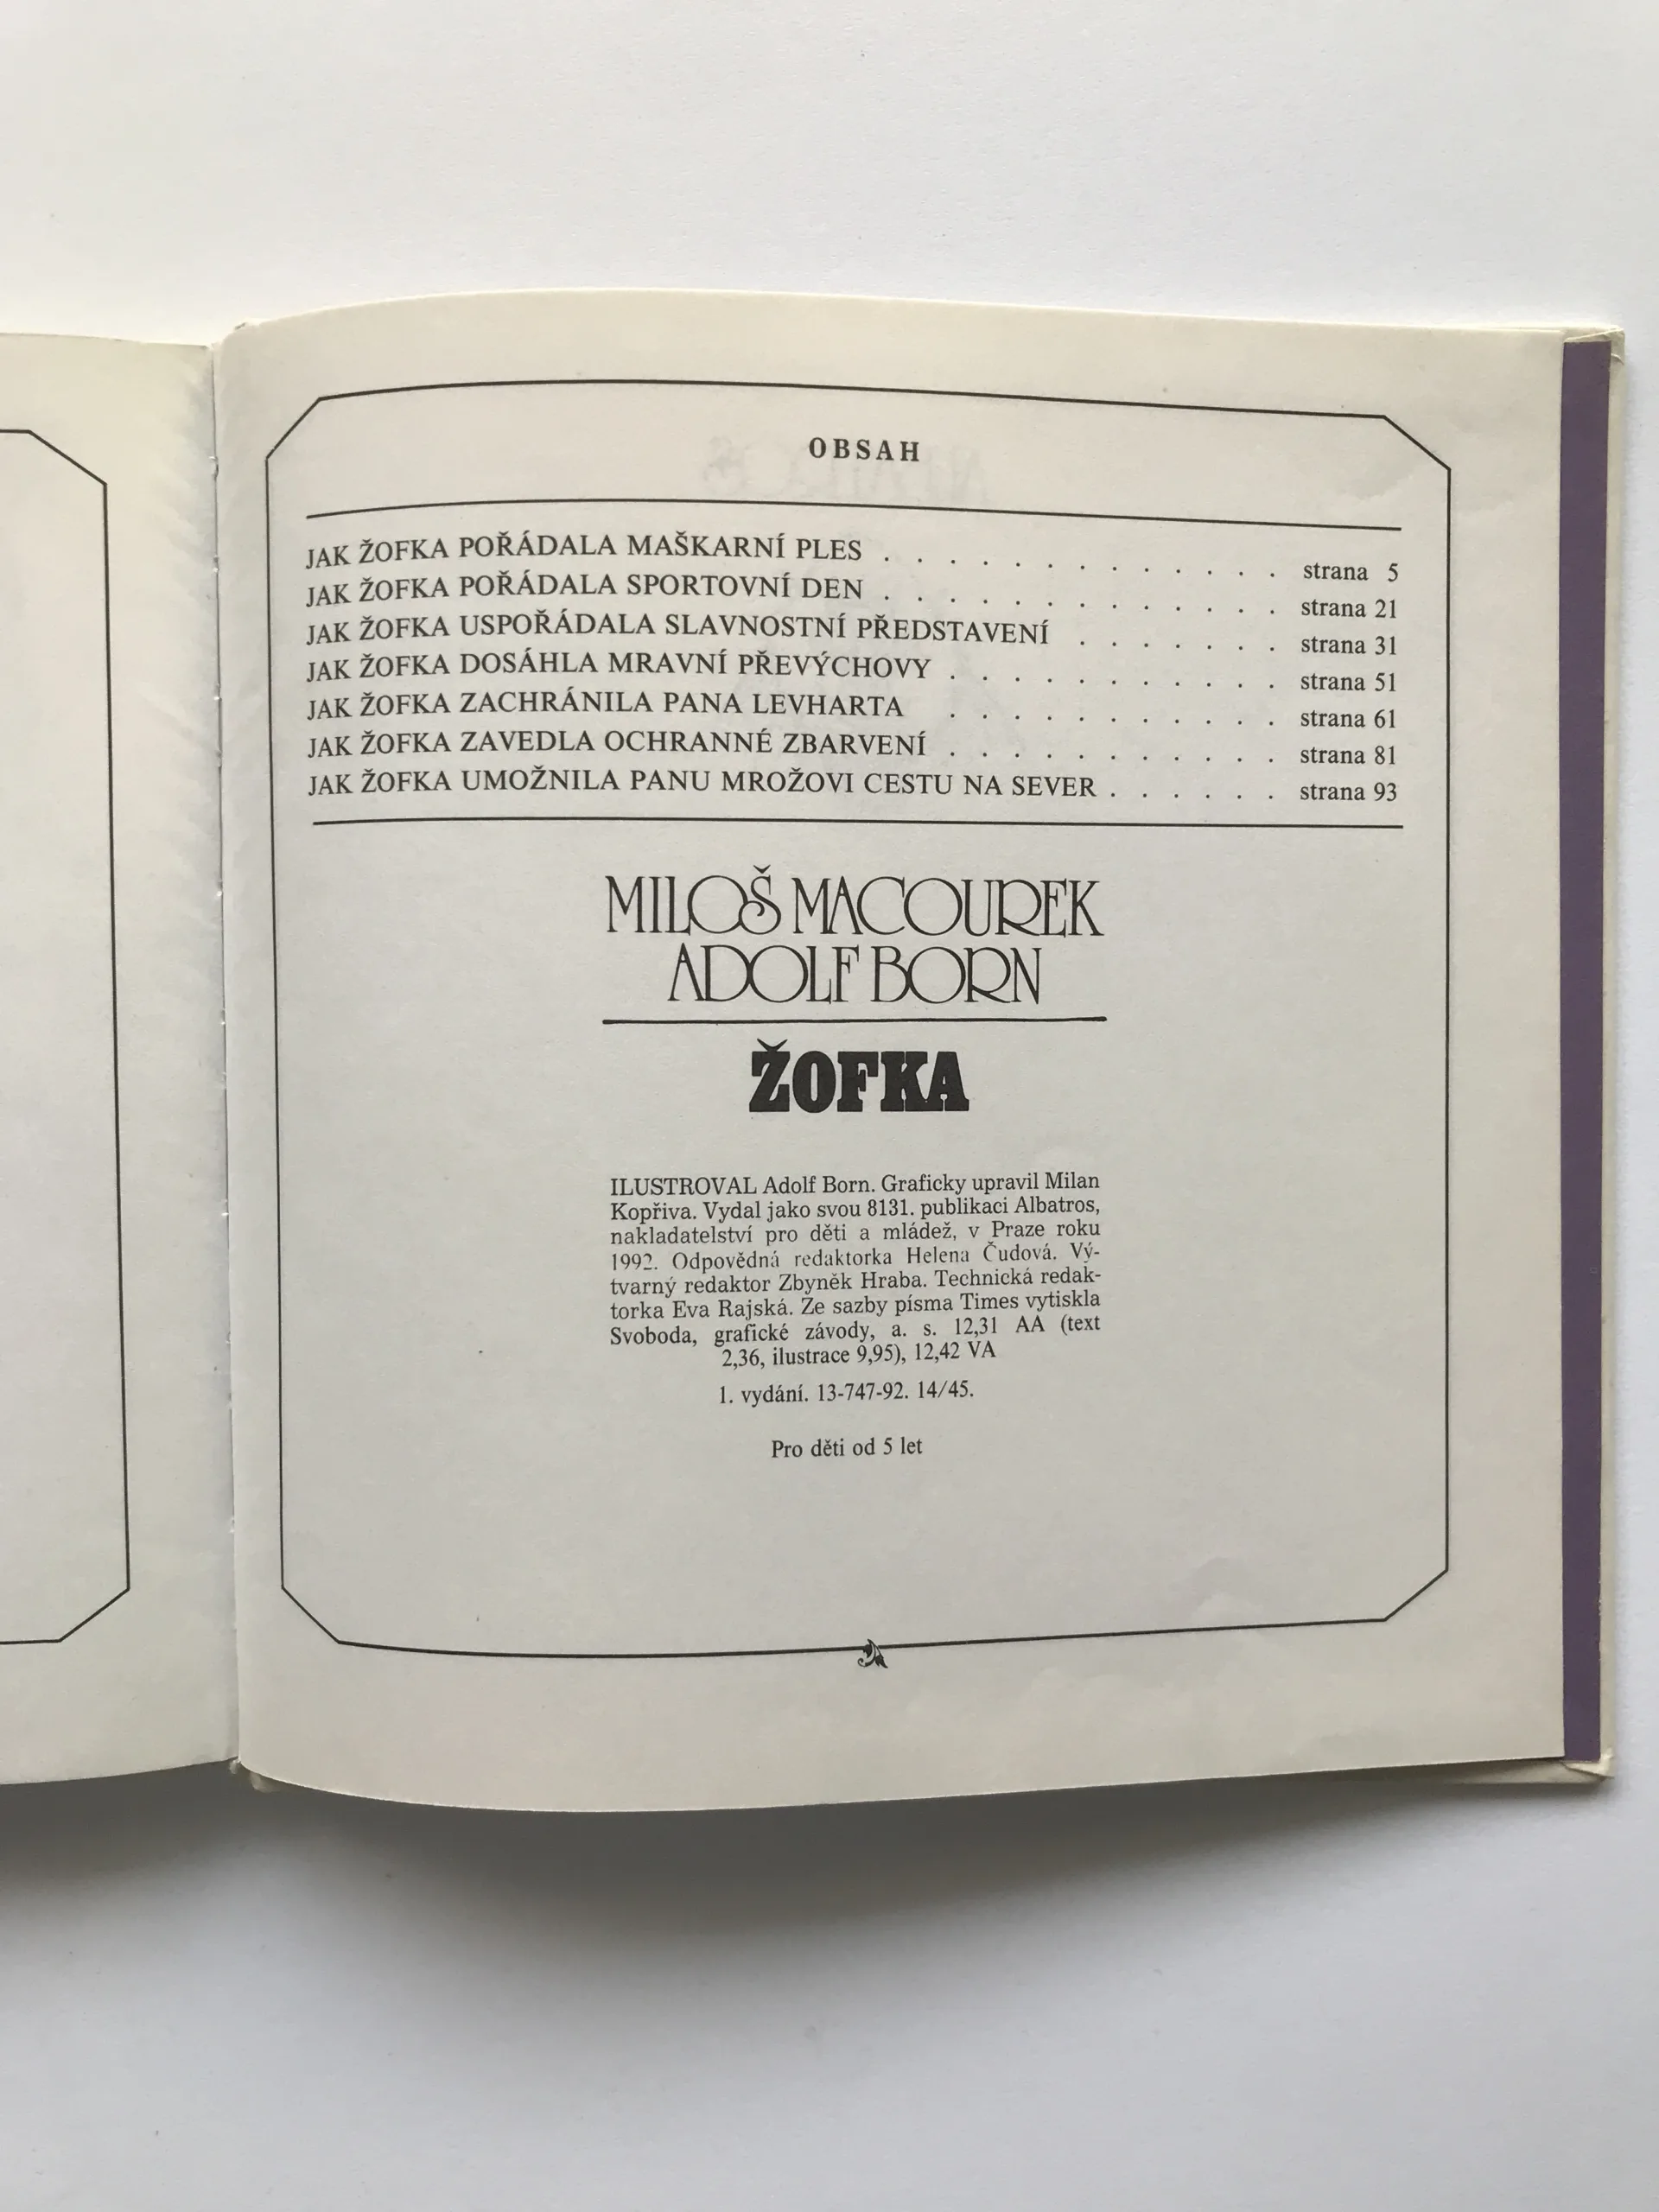 OBSAH
JAK ŽOFKA POŘÁDALA MAŠKARNÍ PLES . . . . . . . . . . . . . strana 5
JAK ŽOFKA POŘÁDALA SPORTOVNÍ DEN . . . . . . . . . . . . . strana 21
JAK ŽOFKA USPOŘÁDALA SLAVNOSTNÍ PŘEDSTAVENÍ . . . . . . . strana 31
JAK ŽOFKA DOSÁHLA MRAVNÍ PŘEVÝCHOVY . . . . . . . . . . . strana 51
JAK ŽOFKA ZACHRÁNILA PANA LEVHARTA . . . . . . . . . . . strana 61
JAK ŽOFKA ZAVEDLA OCHRANNÉ ZBARVENÍ . . . . . . . . . . . strana 81
JAK ŽOFKA UMOŽNILA PANU MROŽOVI CESTU NA SEVER . . . . . . strana 93
MILOŠ MACOUREK
ADOLF BORN
ŽOFKA
ILUSTROVAL Adolf Born. Graficky upravil Milan
Kopřiva. Vydal jako svou 8131. publikaci Albatros,
nakladatelství pro děti a mládež, v Praze roku
1992. Odpovědná redaktorka Helena Čudová. Vý-
tvarný redaktor Zbyněk Hraba. Technická redak-
torka Eva Rajská. Ze sazby písma Times vytiskla
Svoboda, grafické závody, a. s. 12,31 AA (text
2,36, ilustrace 9,95), 12,42 VA
1. vydání. 13-747-92. 14/45.
Pro děti od 5 let